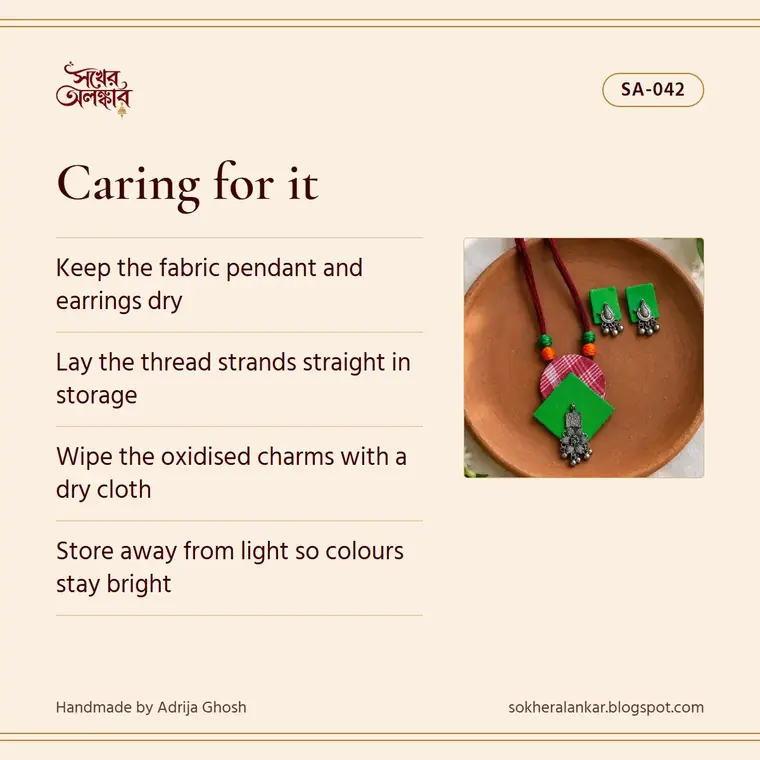 সখের
অলঙ্কার
SA-042
Caring for it
Keep the fabric pendant and
earrings dry
Lay the thread strands straight in
storage
Wipe the oxidised charms with a
dry cloth
Store away from light so colours
stay bright
Handmade by Adrija Ghosh
sokheralankar.blogspot.com